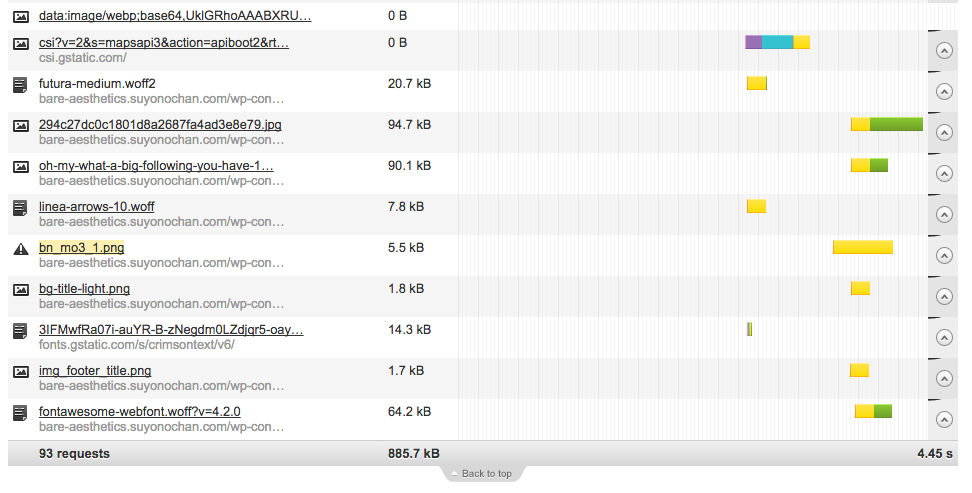 data:image/webp;base64,UklGRhoAAABXRU…
0 B
csi?v=2&s=mapsapi3&action=apiboot2&rt…
0 B
csi.gstatic.com/
futura-medium.woff2
20.7 kB
bare-aesthetics.suyonochan.com/wp-con…
294c27dc0c1801d8a2687fa4ad3e8e79.jpg
94.7 kB
bare-aesthetics.suyonochan.com/wp-con…
oh-my-what-a-big-following-you-have-1…
90.1 kB
bare-aesthetics.suyonochan.com/wp-con…
linea-arrows-10.woff
7.8 kB
bare-aesthetics.suyonochan.com/wp-con…
bn_mo3_1.png
5.5 kB
bare-aesthetics.suyonochan.com/wp-con…
bg-title-light.png
1.8 kB
bare-aesthetics.suyonochan.com/wp-con…
3IFMwfRa07i-auYR-B-zNegdm0LZdjqr5-oay…
14.3 kB
fonts.gstatic.com/s/crimsontext/v6/
img_footer_title.png
1.7 kB
bare-aesthetics.suyonochan.com/wp-con…
fontawesome-webfont.woff?v=4.2.0
64.2 kB
bare-aesthetics.suyonochan.com/wp-con…
93 requests
885.7 kB
4.45 s
Back to top